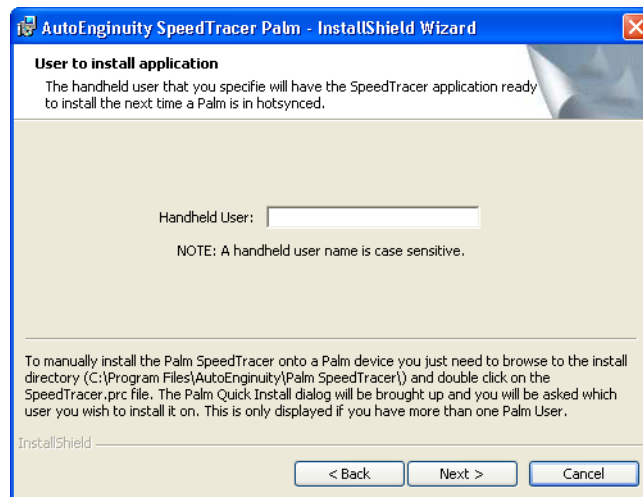 AutoEnginuity SpeedTracer Palm - InstallShield Wizard
User to install application
The handheld user that you specifie will have the SpeedTracer application ready
to install the next time a Palm is in hotsynced.
Handheld User:
NOTE: A handheld user name is case sensitive.
To manually install the Palm SpeedTracer onto a Palm device you just need to browse to the install
directory (C:\Program Files\AutoEnginuity\Palm SpeedTracer\) and double click on the
SpeedTracer.prc file. The Palm Quick Install dialog will be brought up and you will be asked which
user you wish to install it on. This is only displayed if you have more than one Palm User.
InstallShield
< Back Next > Cancel